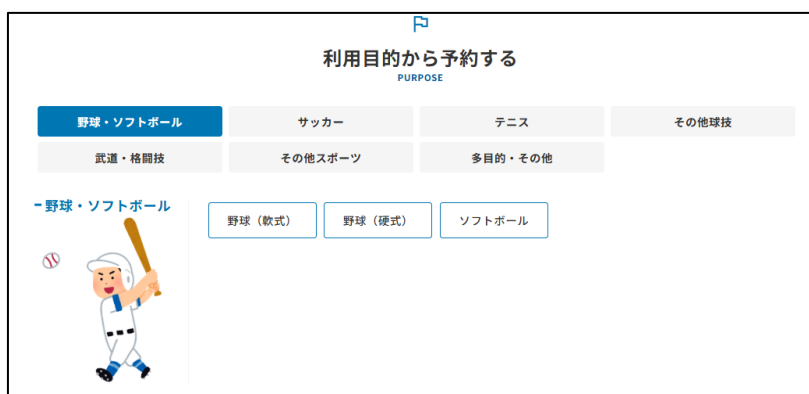 利用目的から予約する
PURPOSE
野球・ソフトボール サッカー テニス その他球技
武道・格闘技 その他スポーツ 多目的・その他
野球・ソフトボール
野球（軟式） 野球（硬式） ソフトボール